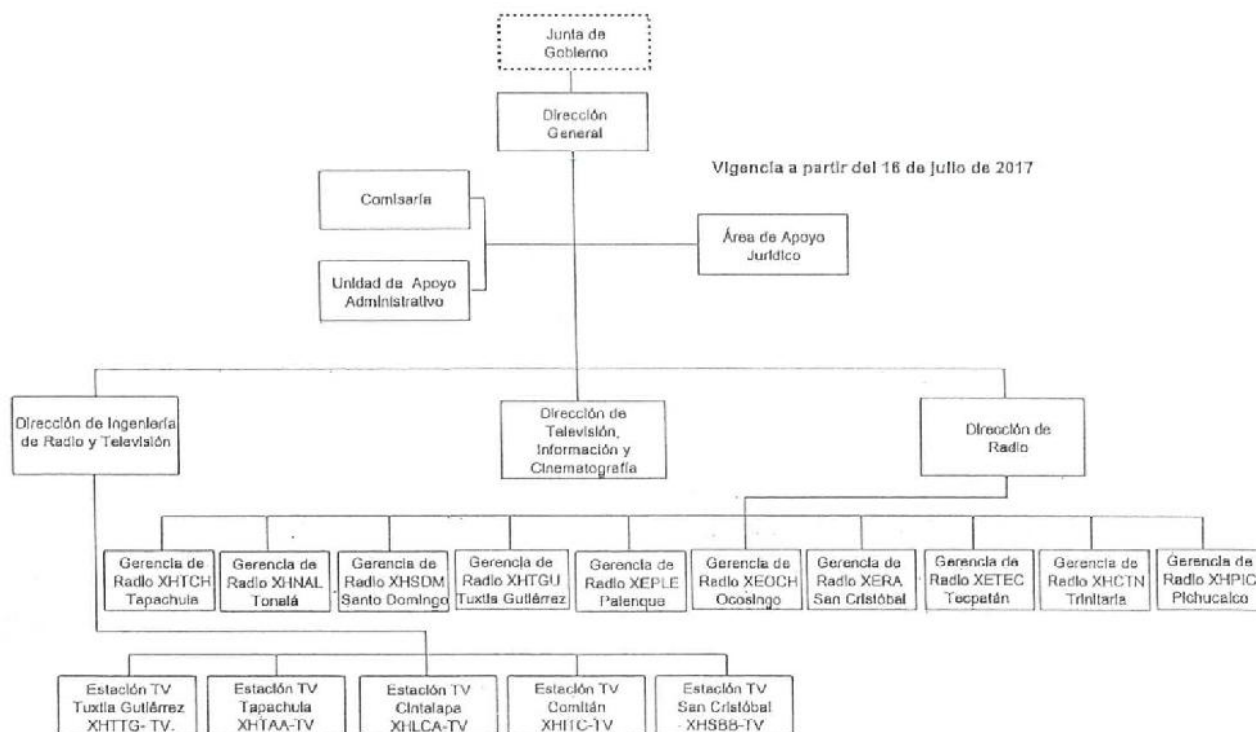 Junta de
Gobierno
Dirección
General
Vigencia a partir del 16 de julio de 2017
Comisaría
Área de Apoyo
Jurídico
Unidad de Apoyo
Administrativo
Dirección de Ingeniería
de Radio y Televisión
Dirección de
Televisión,
Información y
Cinematografía
Dirección de
Radio
Gerencia de
Radio XHTCH
Tapachula
Gerencia de
Radio XHNAL
Tonalá
Gerencia de
Radio XHSDM
Santo Domingo
Gerencia de
Radio XHTGU
Tuxtla Gutiérrez
Gerencia de
Radio XEPLE
Palenque
Gerencia de
Radio XEOCH
Ocosingo
Gerencia de
Radio XERA
San Cristóbal
Gerencia de
Radio XETEC
Tecpatán
Gerencia de
Radio XHCTN
Trinitaria
Gerencia de
Radio XHPIC
Pichucalco
Estación TV
Tuxtla Gutiérrez
XHTTG- TV.
Estación TV
Tapachula
XHTAA-TV
Estación TV
Cintalapa
XHLCA-TV
Estación TV
Comitán
XHITC-TV
Estación TV
San Cristóbal
XHSBB-TV